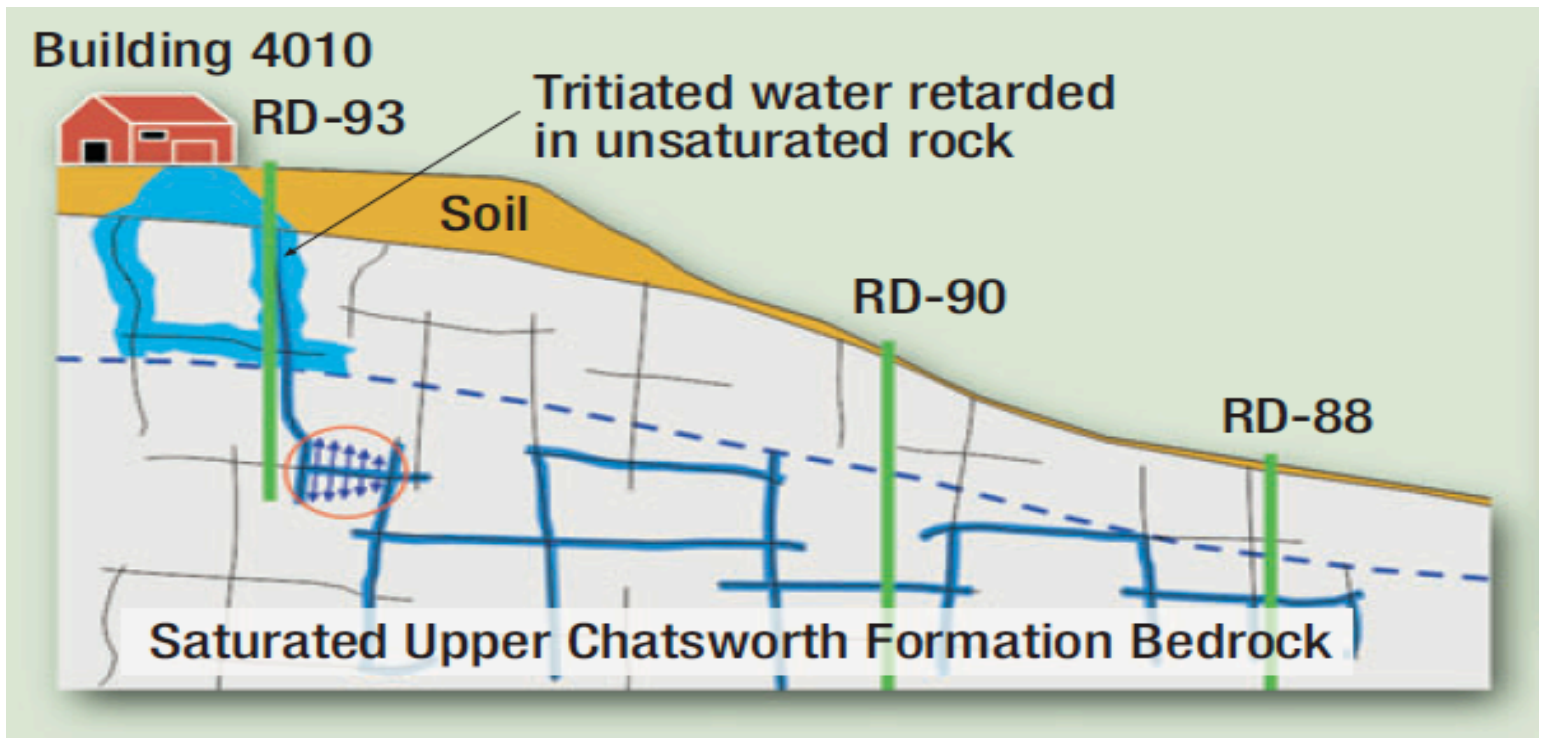 Building 4010
RD-93
Tritiated water retarded
in unsaturated rock
Soil
RD-90
RD-88
Saturated Upper Chatsworth Formation Bedrock